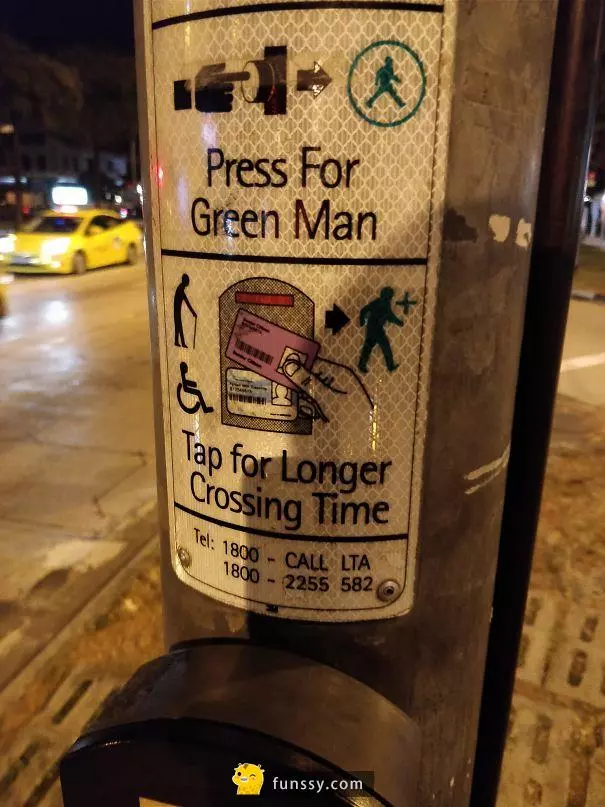 Press For
Green Man
Tap for Longer
Crossing Time
Tel: 1800 - CALL LTA
1800 - 2255 582
funssy.com